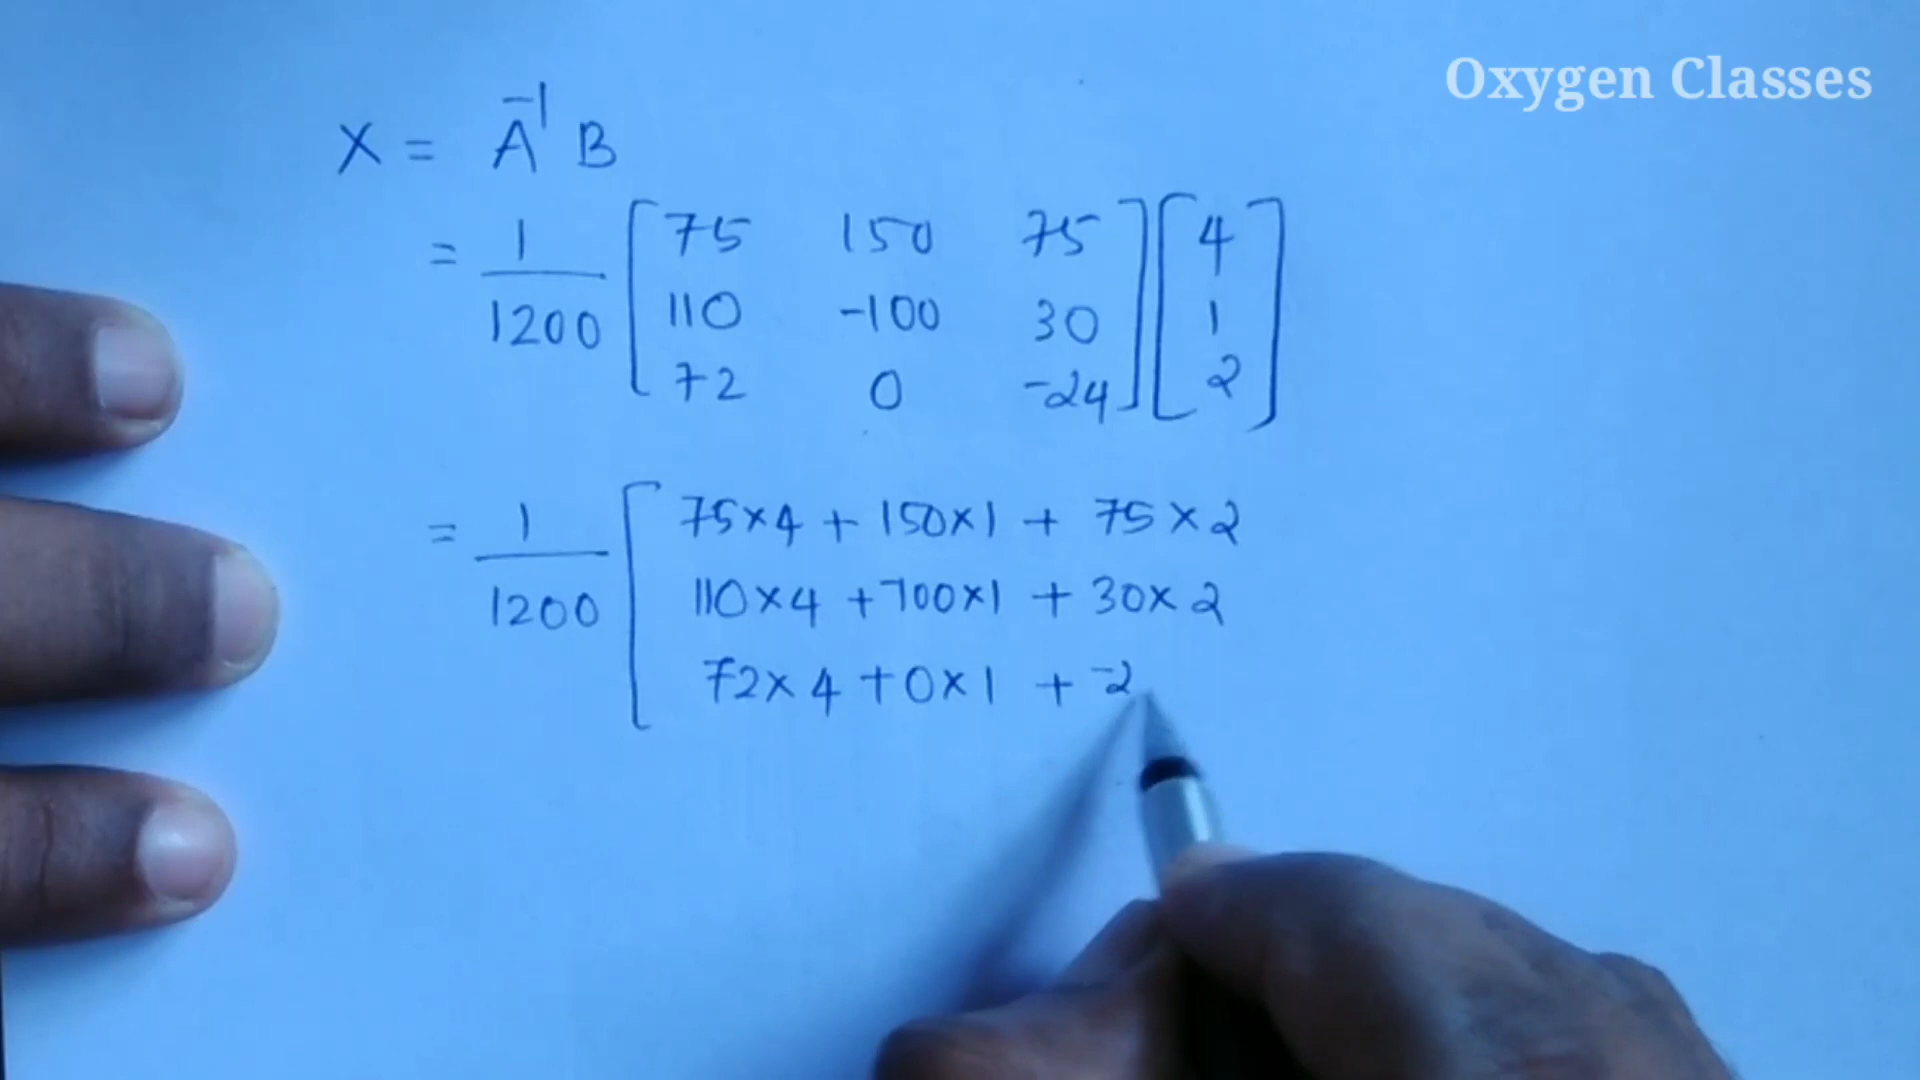 Oxygen Classes
X = A⁻¹ B
= 1/1200 [ 75 150 75 ] [ 4 ]
[ 110 -100 30 ] [ 1 ]
[ 72 0 -24 ] [ 2 ]
= 1/1200 [ 75×4 + 150×1 + 75×2
110×4 + -100×1 + 30×2
72×4 + 0×1 + -2